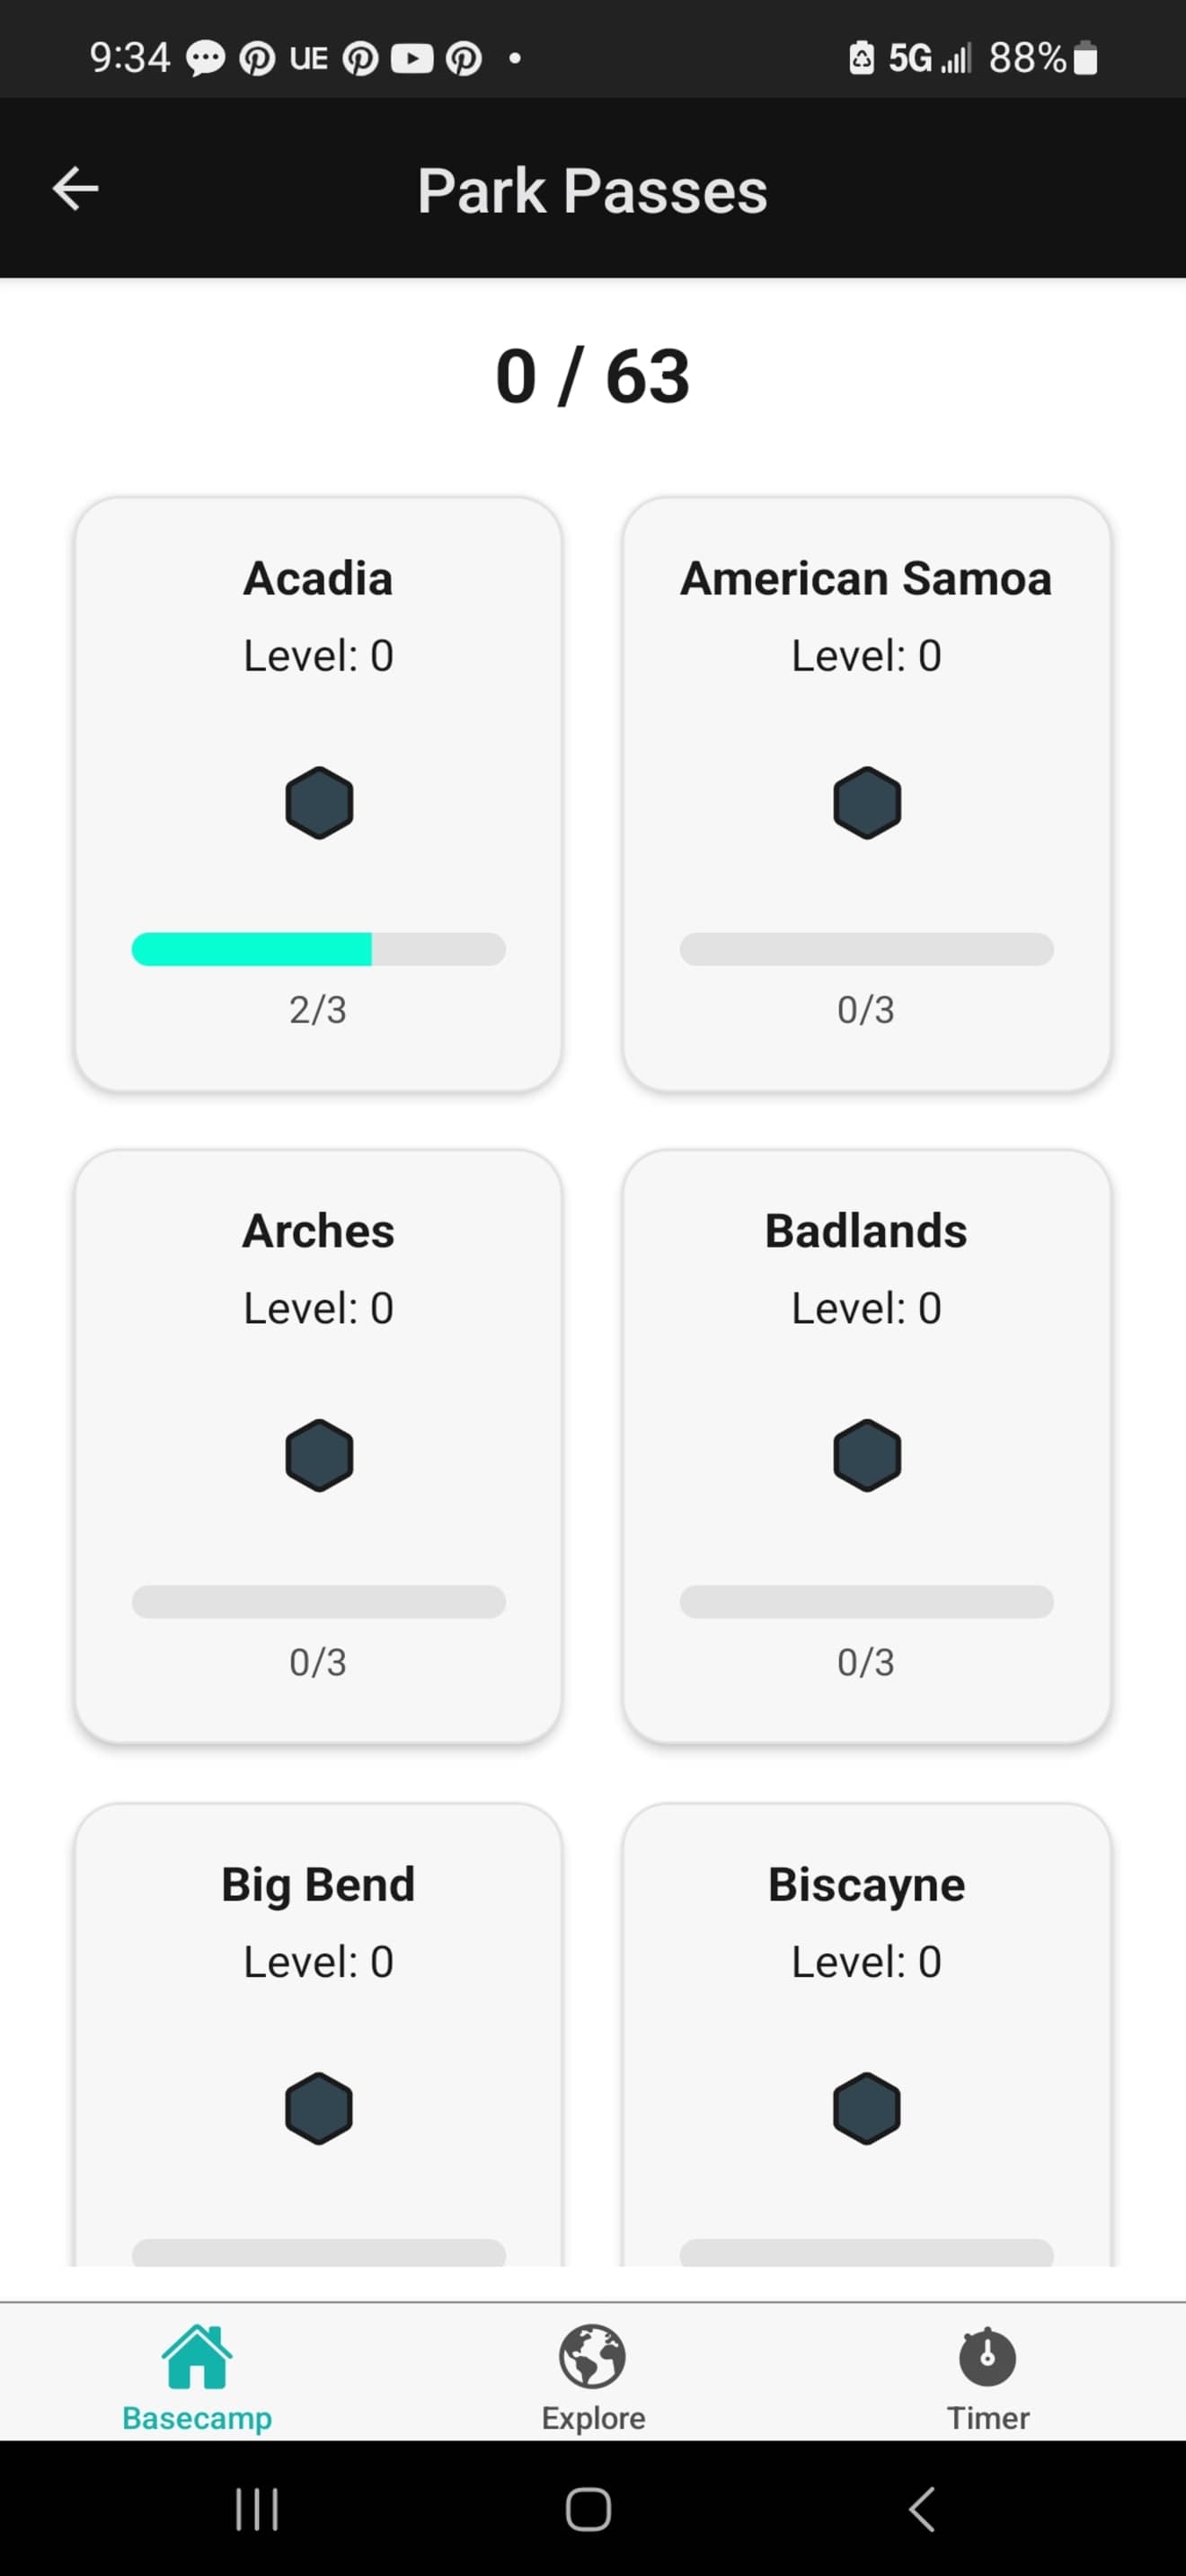 9:34 UE 5G 88%
Park Passes
0 / 63
Acadia
Level: 0
2/3
American Samoa
Level: 0
0/3
Arches
Level: 0
0/3
Badlands
Level: 0
0/3
Big Bend
Level: 0
Biscayne
Level: 0
Basecamp
Explore
Timer